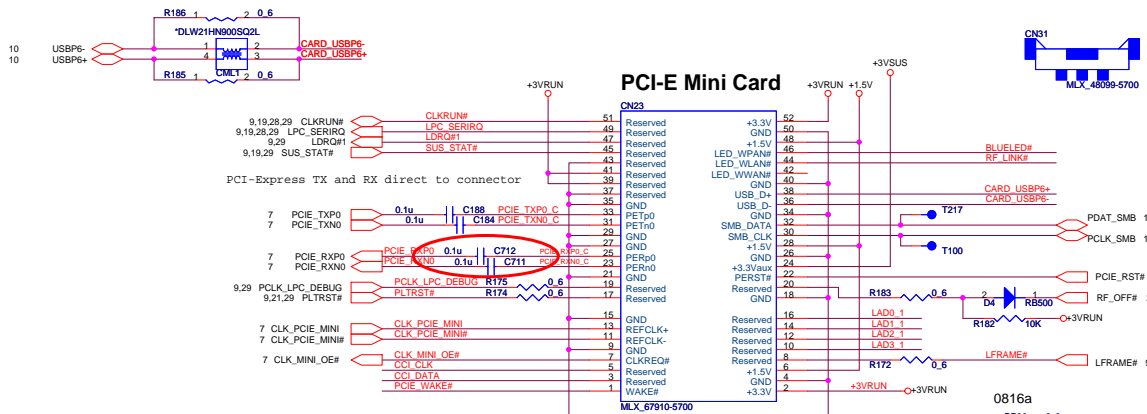 R186 1 2 0_6
*DLW21HN900SQ2L
10 USBP6- 1 2 CARD_USBP6-
10 USBP6+ 4 3 CARD_USBP6+
CML1
R185 1 2 0_6
CN31
MLX_48099-5700
PCI-E Mini Card
+3VRUN
+3VRUN
+1.5V
+3VSUS
CN23
9,19,28,29 CLKRUN# CLKRUN# 51 Reserved
9,19,28,29 LPC_SERIRQ LPC_SERIRQ 49 Reserved
9,29 LDRQ#1 LDRQ#1 47 Reserved
9,19,29 SUS_STAT# SUS_STAT# 45 Reserved
43 Reserved
41 Reserved
39 Reserved
PCI-Express TX and RX direct to connector
37 Reserved
35 GND
7 PCIE_TXP0 0.1u C188 PCIE_TXP0_C 33 PETp0
7 PCIE_TXN0 0.1u C184 PCIE_TXN0_C 31 PETn0
29 GND
27 GND
7 PCIE_RXP0 PCIE_RXP0 0.1u C712 PCIE_RXP0_C 25 PERp0
7 PCIE_RXN0 PCIE_RXN0 0.1u C711 PCIE_RXN0_C 23 PERn0
21 GND
9,29 PCLK_LPC_DEBUG PCLK_LPC_DEBUG R175 0_6 19 Reserved
9,21,29 PLTRST# PLTRST# R174 0_6 17 Reserved
15 GND
7 CLK_PCIE_MINI CLK_PCIE_MINI 13 REFCLK+
7 CLK_PCIE_MINI# CLK_PCIE_MINI# 11 REFCLK-
9 GND
7 CLK_MINI_OE# CLK_MINI_OE# 7 CLKREQ#
CCI_CLK 5 Reserved
CCI_DATA 3 Reserved
PCIE_WAKE# 1 WAKE#
+3.3V 52
GND 50
+1.5V 48
LED_WPAN# 46 BLUELED#
LED_WLAN# 44 RF_LINK#
LED_WWAN# 42
GND 40
USB_D+ 38 CARD_USBP6+
USB_D- 36 CARD_USBP6-
GND 34 T217
SMB_DATA 32 PDAT_SMB 1
SMB_CLK 30 PCLK_SMB 1
+1.5V 28 T100
GND 26
+3.3Vaux 24
PERST# 22 PCIE_RST#
Reserved 20 R183 0_6 2 D4 1 RB500 RF_OFF#
GND 18
R182 10K +3VRUN
Reserved 16 LAD0_1
Reserved 14 LAD1_1
Reserved 12 LAD2_1
Reserved 10 LAD3_1
Reserved 8 R172 0_6 LFRAME# LFRAME#
+1.5V 6
GND 4
+3.3V 2 +3VRUN +3VRUN
MLX_67910-5700
0816a